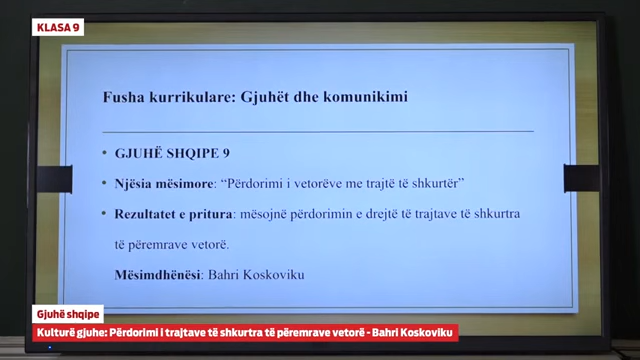 KLASA 9
Fusha kurrikulare: Gjuhët dhe komunikimi
• GJUHË SHQIPE 9
• Njësia mësimore: “Përdorimi i vetorëve me trajtë të shkurtër”
• Rezultatet e pritura: mësojnë përdorimin e drejtë të trajtave të shkurtra
të përemrave vetorë.
Mësimdhënësi: Bahri Koskoviku
Gjuhë shqipe
Kulturë gjuhe: Përdorimi i trajtave të shkurtra të përemrave vetorë - Bahri Koskoviku